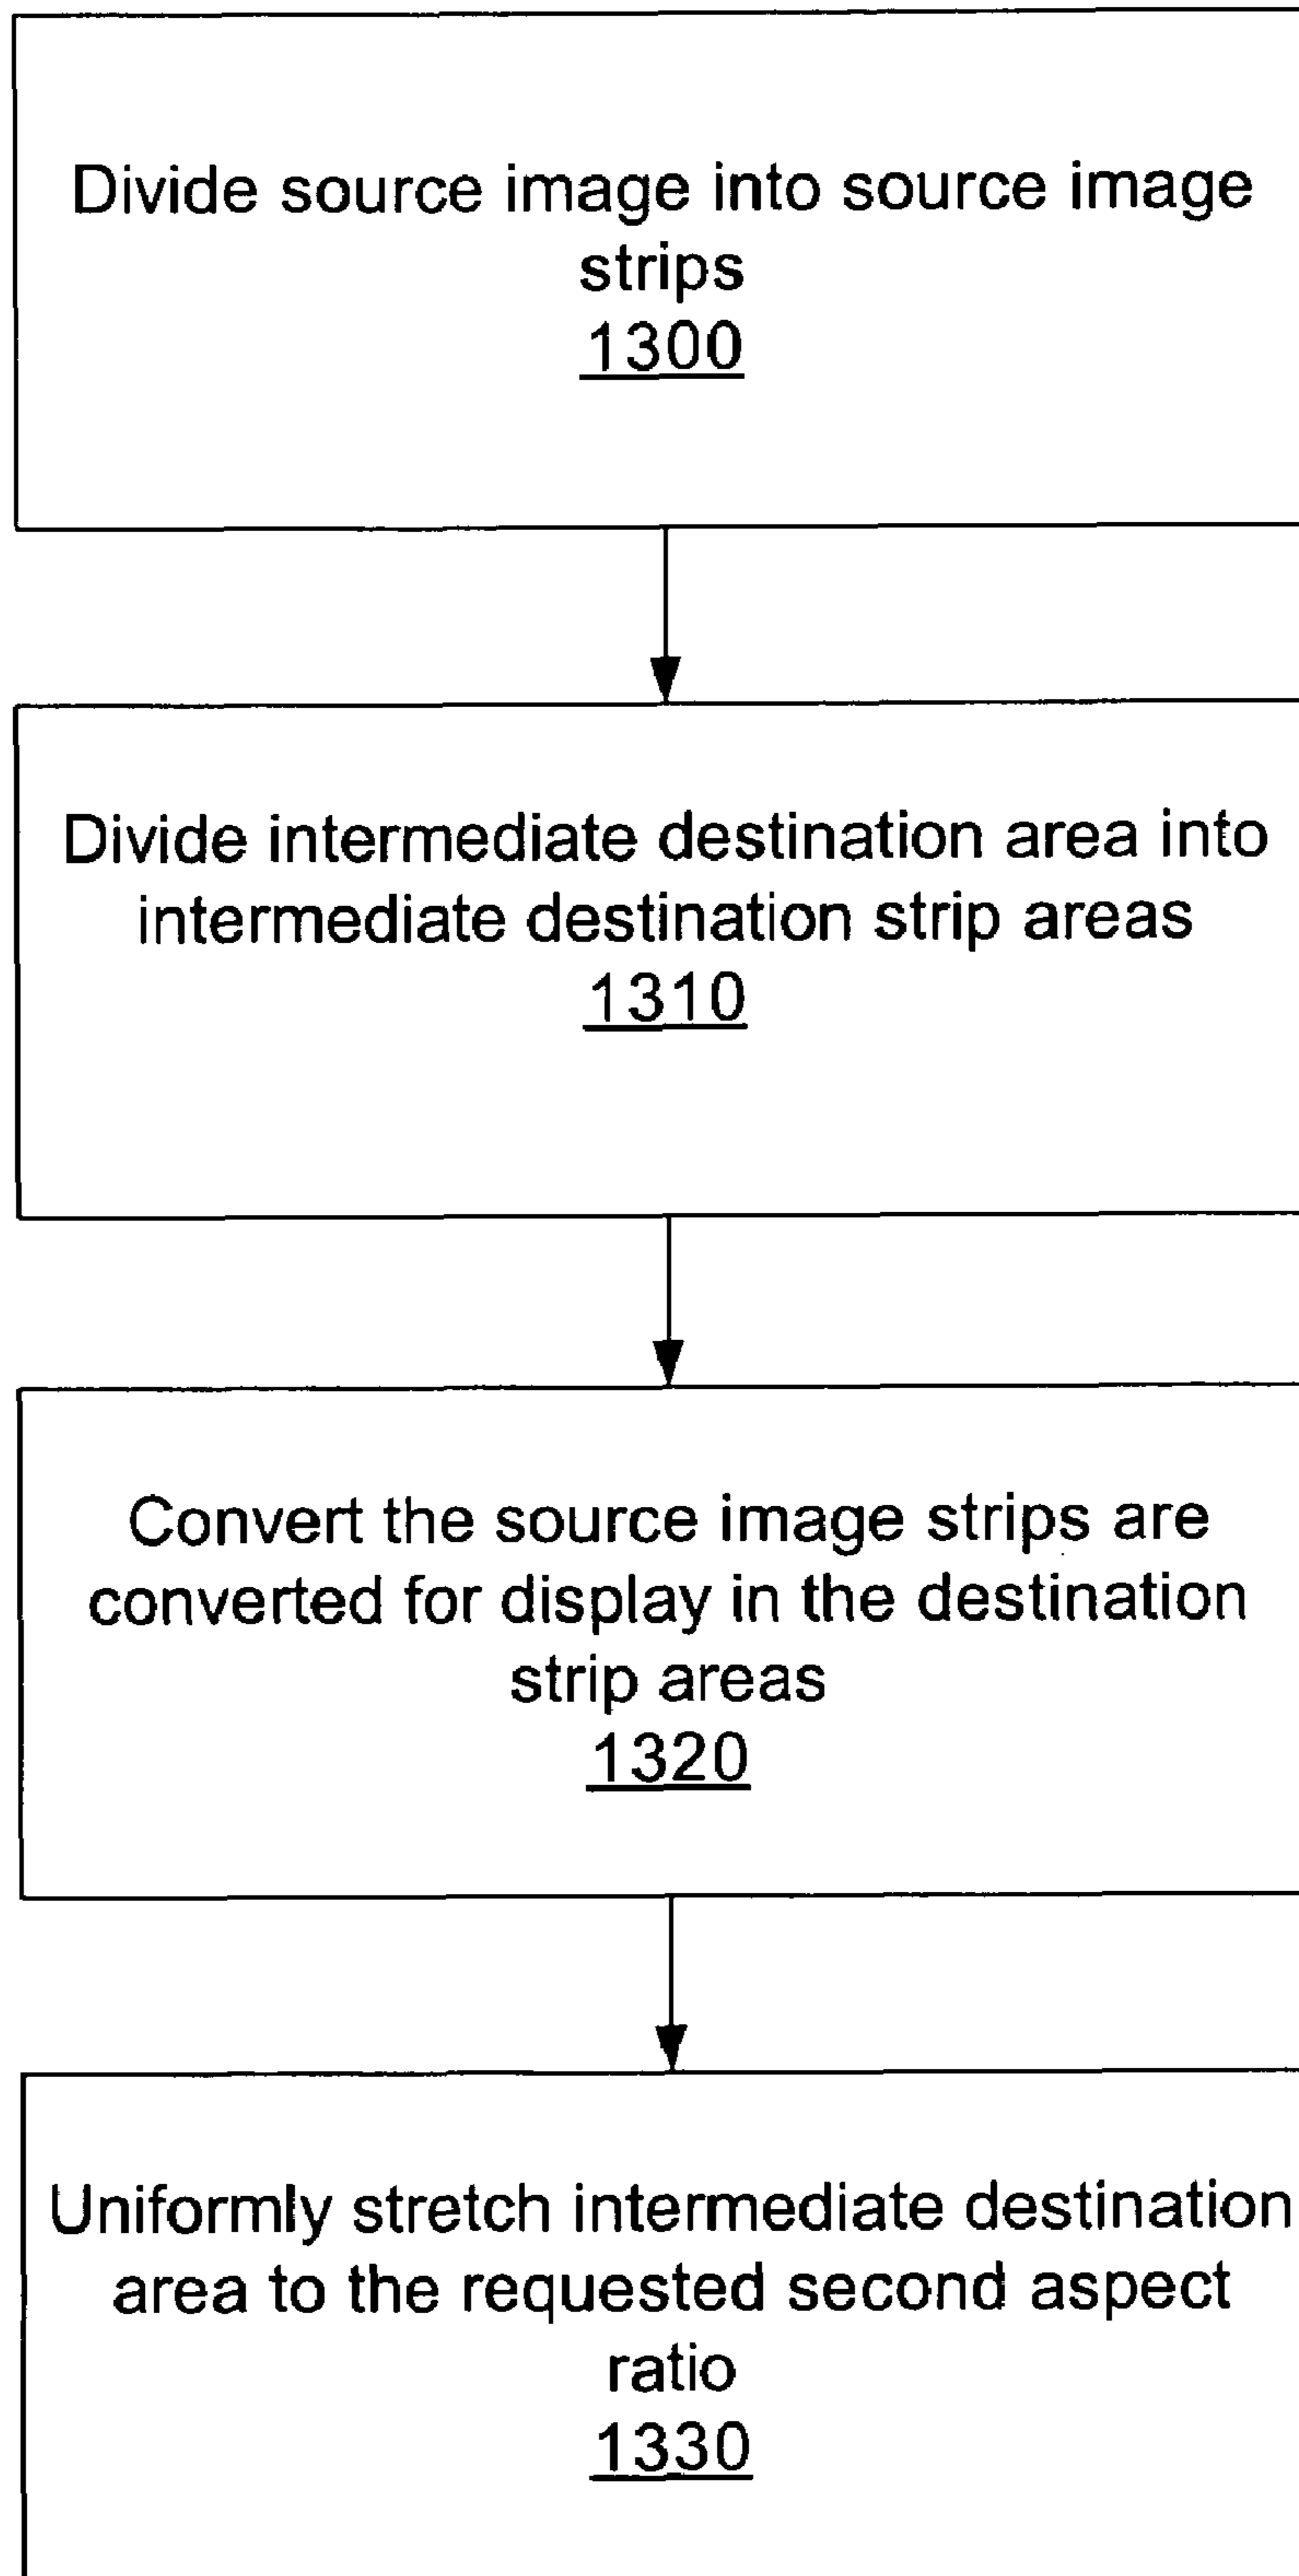 Divide source image into source image
strips
1300
Divide intermediate destination area into
intermediate destination strip areas
1310
Convert the source image strips are
converted for display in the destination
strip areas
1320
Uniformly stretch intermediate destination
area to the requested second aspect
ratio
1330